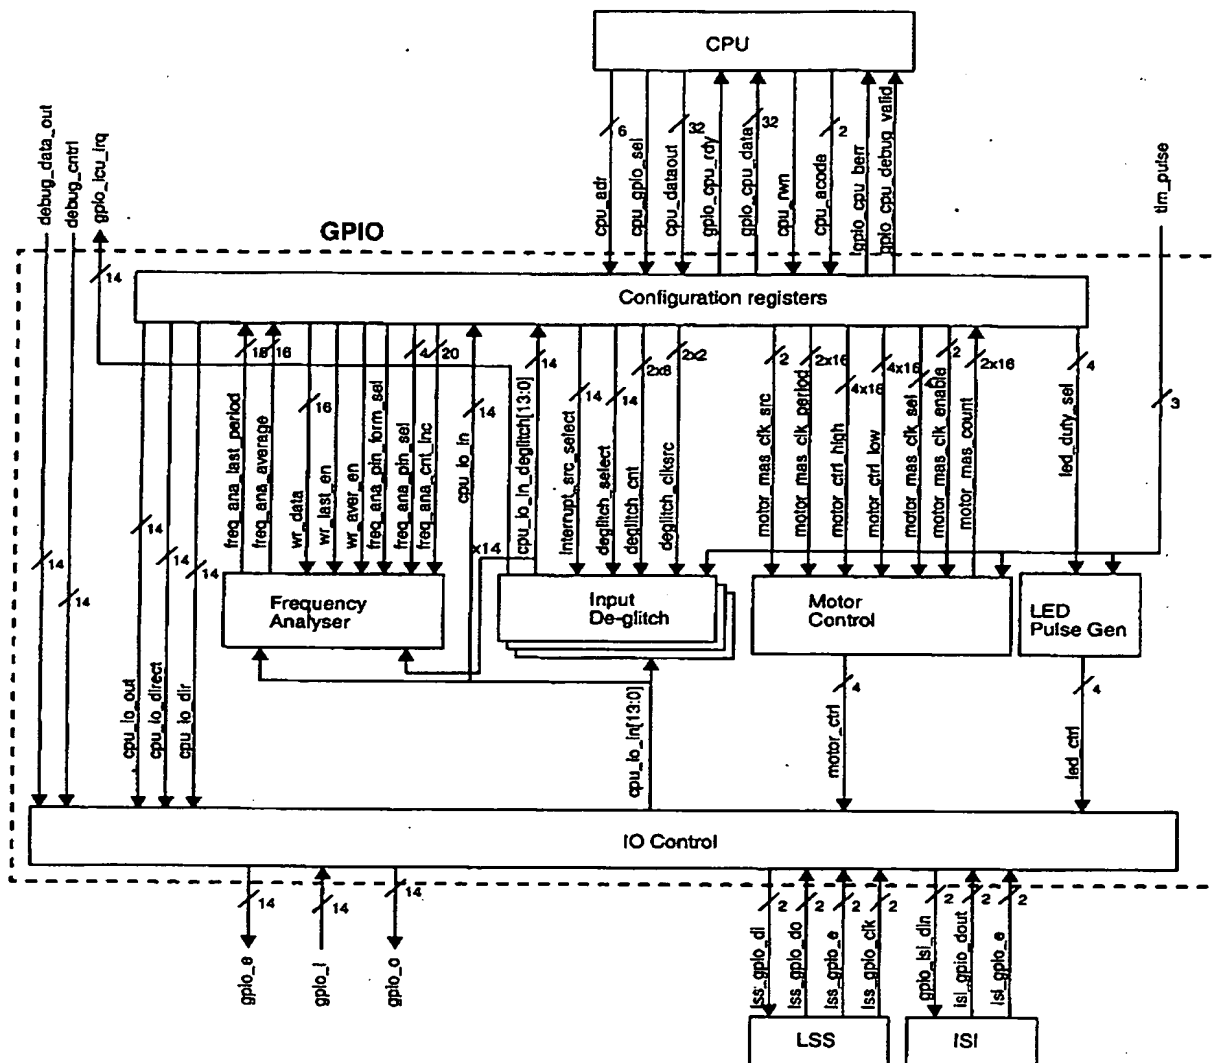 CPU
debug_data_out
debug_cntrl
gpio_icu_irq
6
32
32
2
cpu_adr
cpu_gpio_sel
cpu_dataout
gpio_cpu_rdy
gpio_cpu_data
cpu_rwn
cpu_acode
gpio_cpu_berr
gpio_cpu_debug_valid
tim_pulse
GPIO
14
Configuration registers
16
16
4
20
14
2x2
2
2x16
2
2x16
4
2x8
4x16
4x16
4
3
16
14
14
14
freq_ana_last_period
freq_ana_average
wr_data
wr_last_en
wr_aver_en
freq_ana_pin_form_sel
freq_ana_pin_sel
freq_ana_cnt_inc
cpu_io_in
cpu_io_in_deglitch[13:0]
interrupt_src_select
deglitch_select
deglitch_cnt
deglitch_clksrc
motor_mas_clk_src
motor_mas_clk_period
motor_ctrl_high
motor_ctrl_low
motor_mas_clk_sel
motor_mas_clk_enable
motor_mas_count
led_duty_sel
14
14
14
14
14
x14
Frequency
Analyser
Input
De-glitch
Motor
Control
LED
Pulse Gen
cpu_io_out
cpu_io_direct
cpu_io_dir
cpu_io_in[13:0]
4
motor_ctrl
4
led_ctrl
IO Control
14
14
14
2
2
2
2
2
2
2
gpio_e
gpio_i
gpio_o
lss_gpio_di
lss_gpio_do
lss_gpio_e
lss_gpio_clk
gpio_isi_din
isi_gpio_dout
isi_gpio_e
LSS
ISI